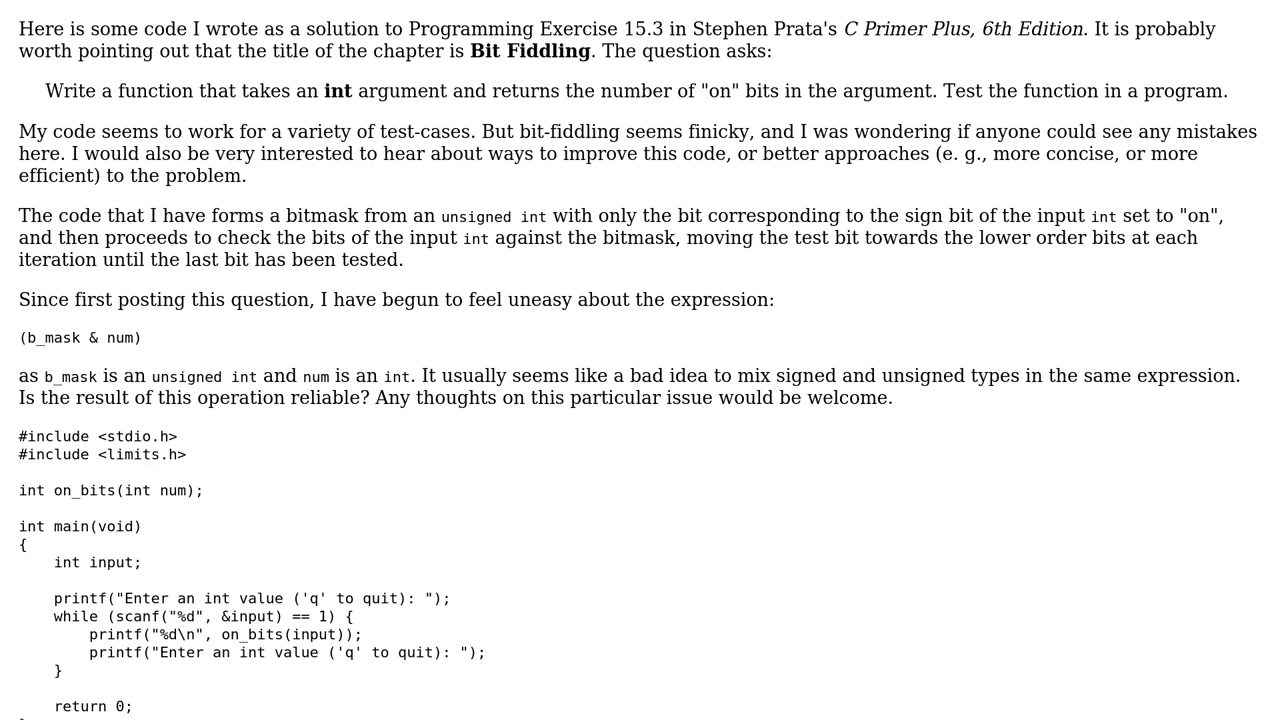 Here is some code I wrote as a solution to Programming Exercise 15.3 in Stephen Prata's C Primer Plus, 6th Edition. It is probably
worth pointing out that the title of the chapter is Bit Fiddling. The question asks:
Write a function that takes an int argument and returns the number of "on" bits in the argument. Test the function in a program.
My code seems to work for a variety of test-cases. But bit-fiddling seems finicky, and I was wondering if anyone could see any mistakes
here. I would also be very interested to hear about ways to improve this code, or better approaches (e. g., more concise, or more
efficient) to the problem.
The code that I have forms a bitmask from an unsigned int with only the bit corresponding to the sign bit of the input int set to "on",
and then proceeds to check the bits of the input int against the bitmask, moving the test bit towards the lower order bits at each
iteration until the last bit has been tested.
Since first posting this question, I have begun to feel uneasy about the expression:
(b_mask & num)
as b_mask is an unsigned int and num is an int. It usually seems like a bad idea to mix signed and unsigned types in the same expression.
Is the result of this operation reliable? Any thoughts on this particular issue would be welcome.
#include <stdio.h>
#include <limits.h>
int on_bits(int num);
int main(void)
{
    int input;
    printf("Enter an int value ('q' to quit): ");
    while (scanf("%d", &input) == 1) {
        printf("%d\n", on_bits(input));
        printf("Enter an int value ('q' to quit): ");
    }
    return 0;